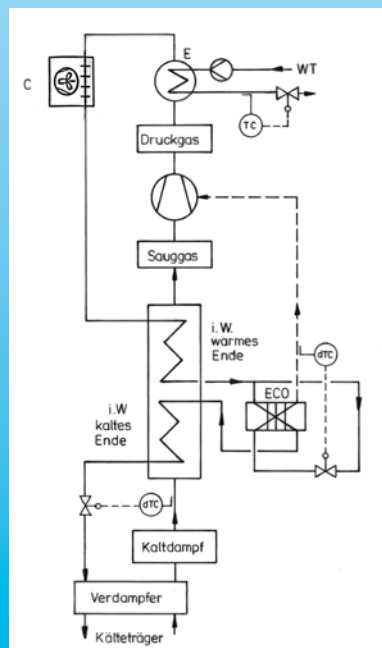 E
WT
C
TC
Druckgas
Sauggas
i.W.
warmes
Ende
dTC
ECO
i.W
kaltes
Ende
dTC
Kaltdampf
Verdampfer
Kälteträger